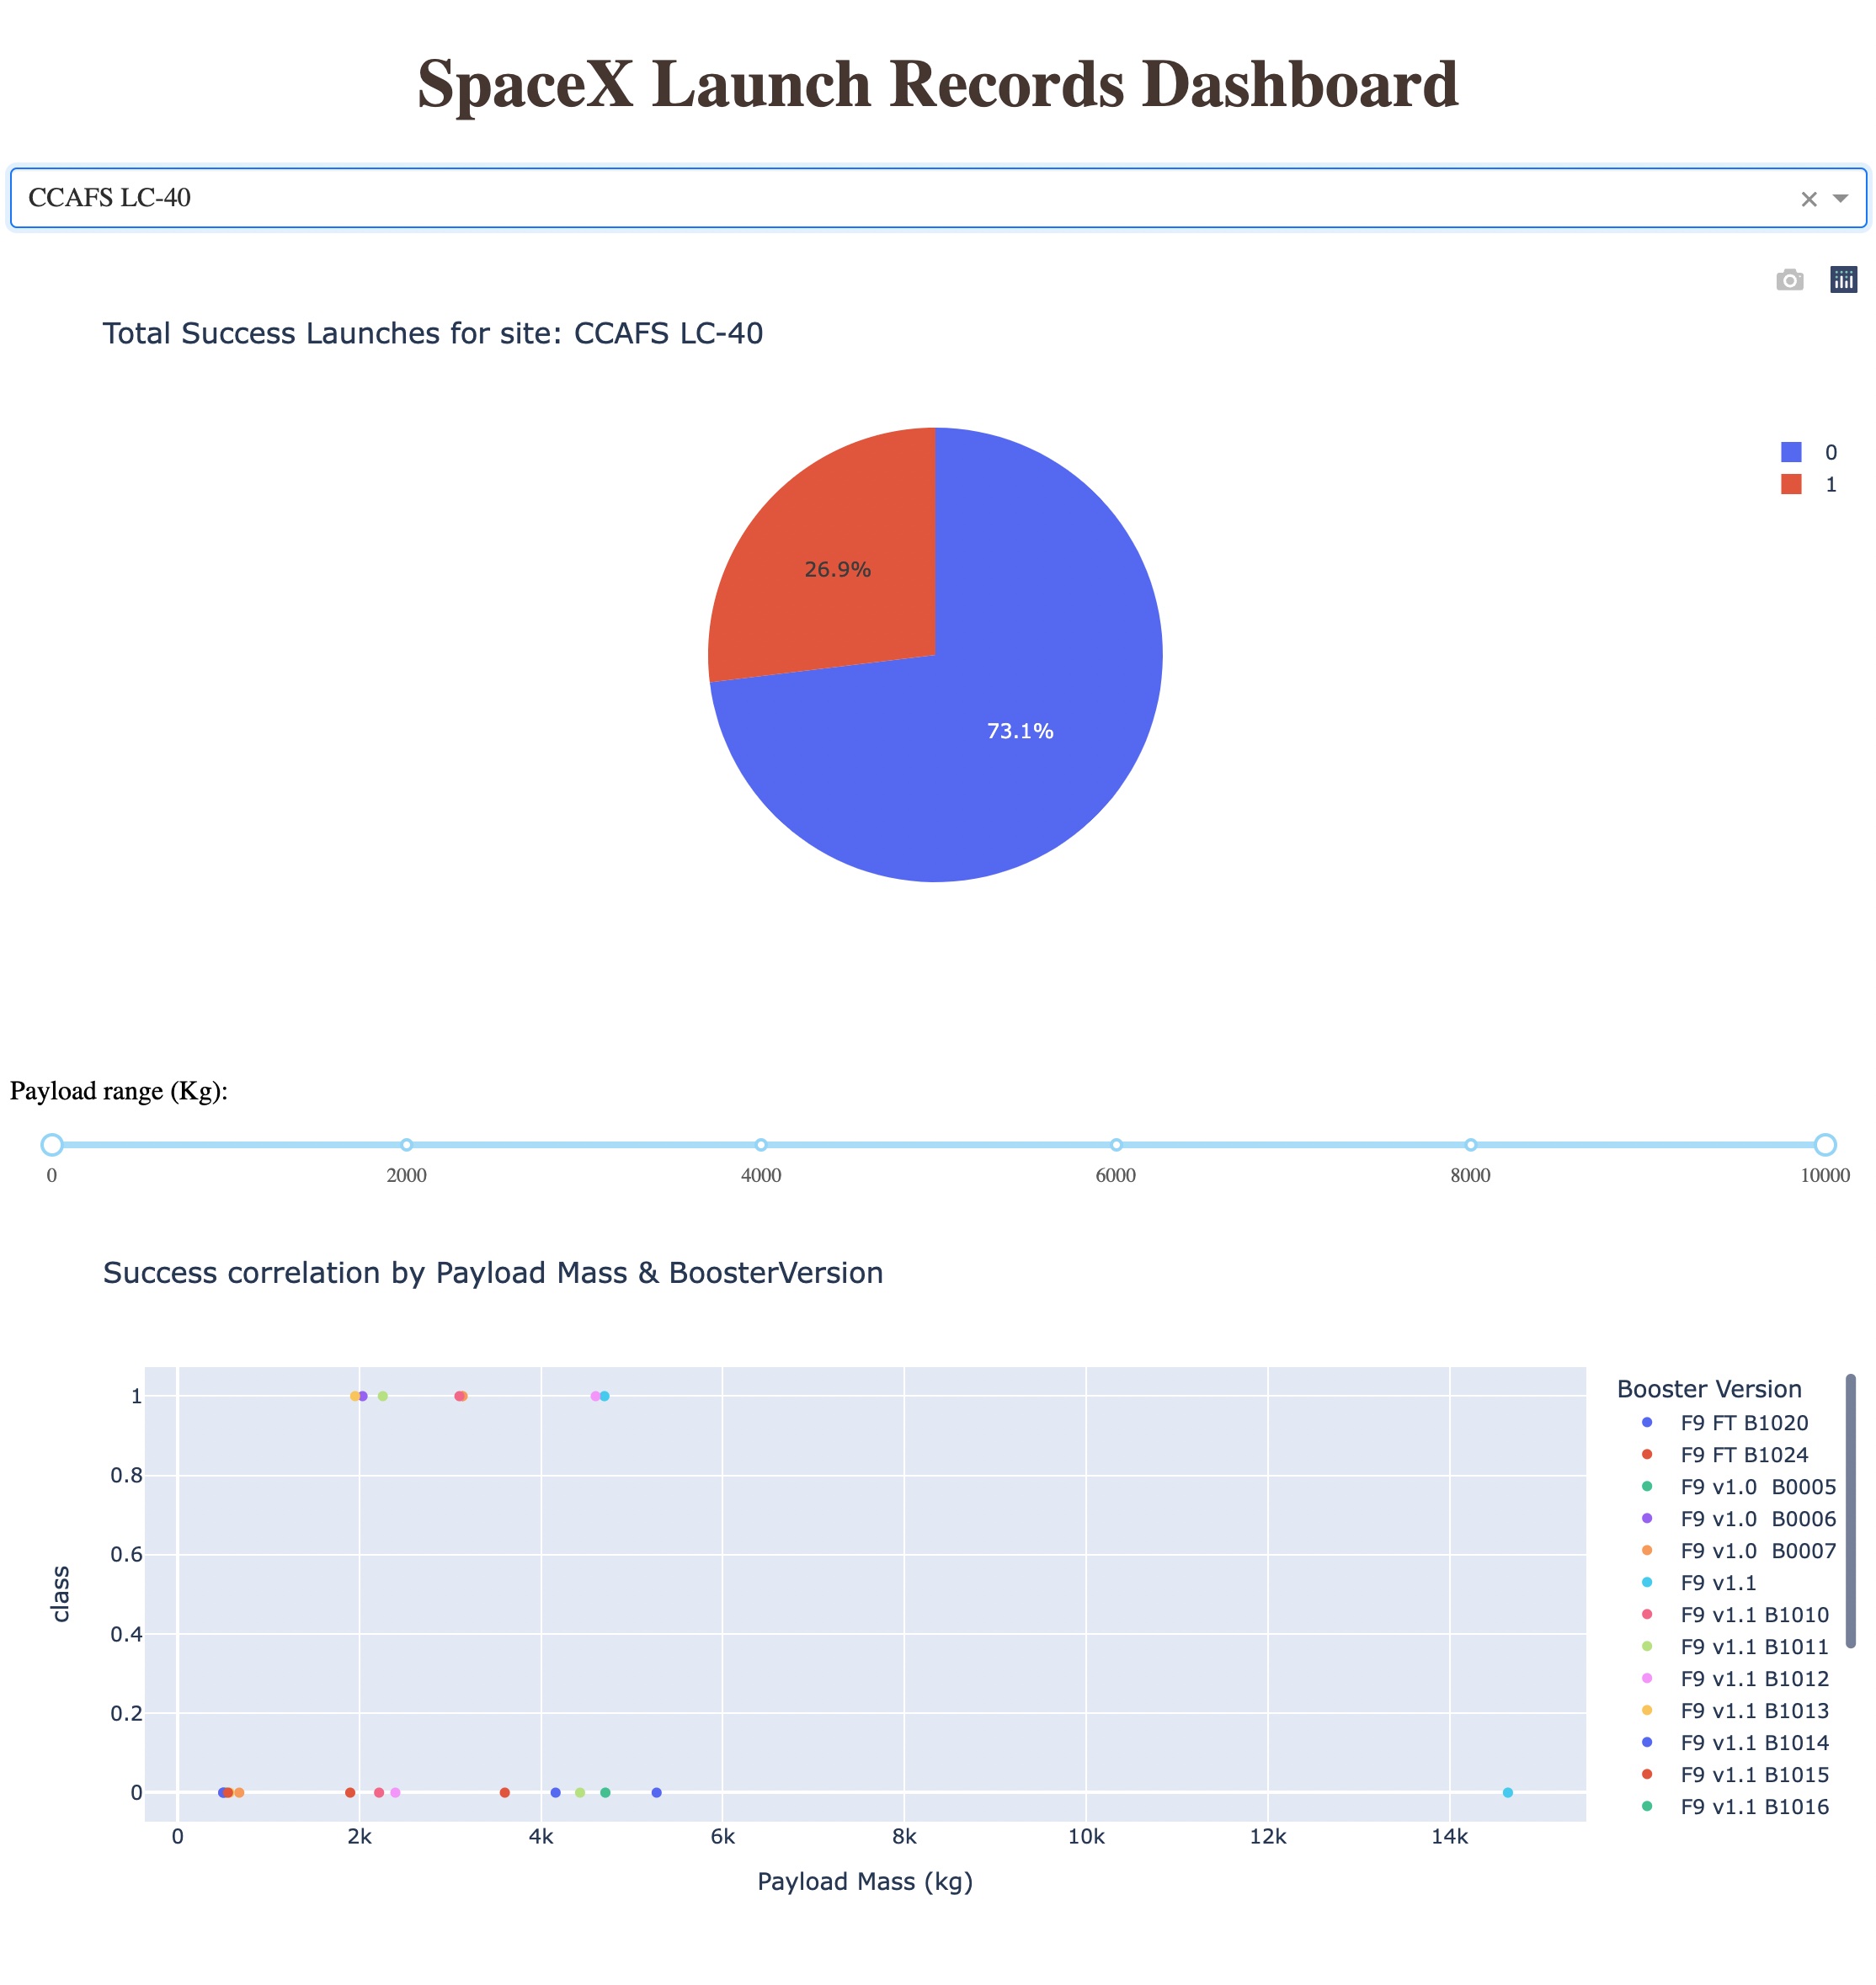 SpaceX Launch Records Dashboard
CCAFS LC-40
Total Success Launches for site: CCAFS LC-40
0
1
26.9%
73.1%
Payload range (Kg):
0 2000 4000 6000 8000 10000
Success correlation by Payload Mass & BoosterVersion
1
0.8
0.6
0.4
0.2
0
class
0 2k 4k 6k 8k 10k 12k 14k
Payload Mass (kg)
Booster Version
F9 FT B1020
F9 FT B1024
F9 v1.0  B0005
F9 v1.0  B0006
F9 v1.0  B0007
F9 v1.1
F9 v1.1 B1010
F9 v1.1 B1011
F9 v1.1 B1012
F9 v1.1 B1013
F9 v1.1 B1014
F9 v1.1 B1015
F9 v1.1 B1016